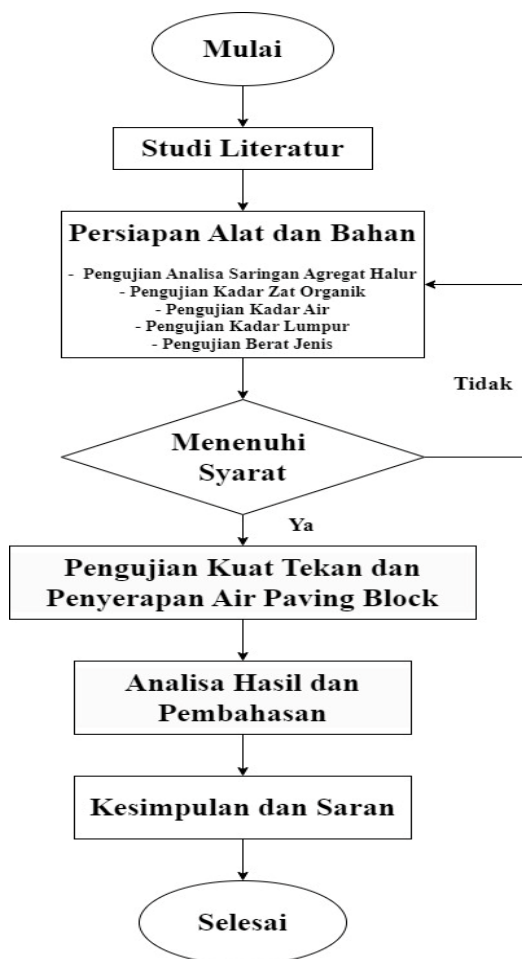 Mulai
Studi Literatur
Persiapan Alat dan Bahan
- Pengujian Analisa Saringan Agregat Halur
- Pengujian Kadar Zat Organik
- Pengujian Kadar Air
- Pengujian Kadar Lumpur
- Pengujian Berat Jenis
Tidak
Menenuhi
Syarat
Ya
Pengujian Kuat Tekan dan
Penyerapan Air Paving Block
Analisa Hasil dan
Pembahasan
Kesimpulan dan Saran
Selesai